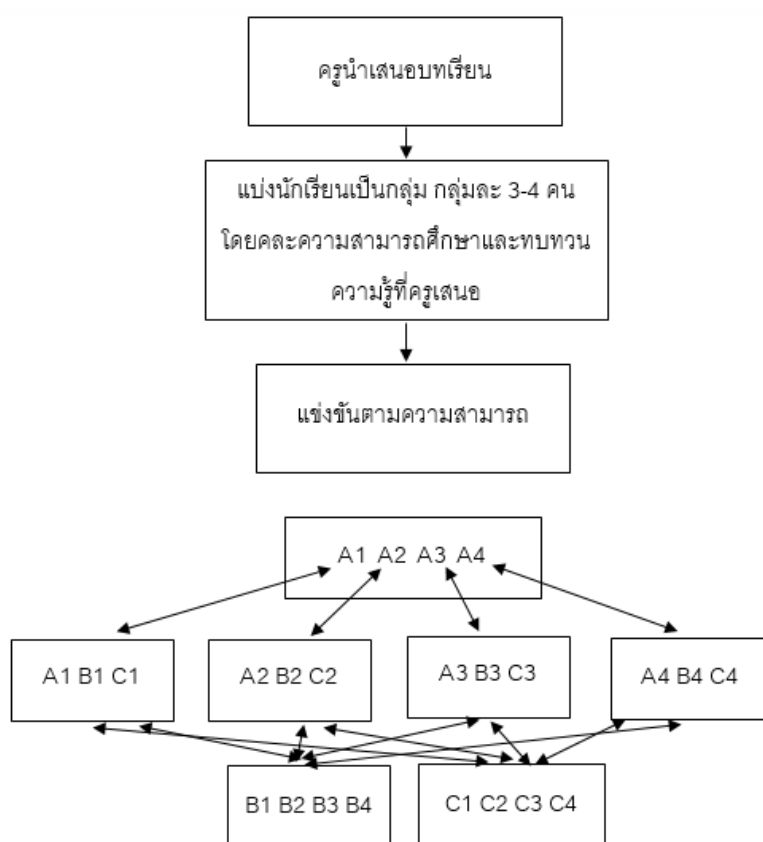 ครูนำเสนอบทเรียน
แบ่งนักเรียนเป็นกลุ่ม กลุ่มละ 3-4 คน
โดยคละความสามารถศึกษาและทบทวน
ความรู้ที่ครูเสนอ
แข่งขันตามความสามารถ
A1 A2 A3 A4
A1 B1 C1
A2 B2 C2
A3 B3 C3
A4 B4 C4
B1 B2 B3 B4
C1 C2 C3 C4